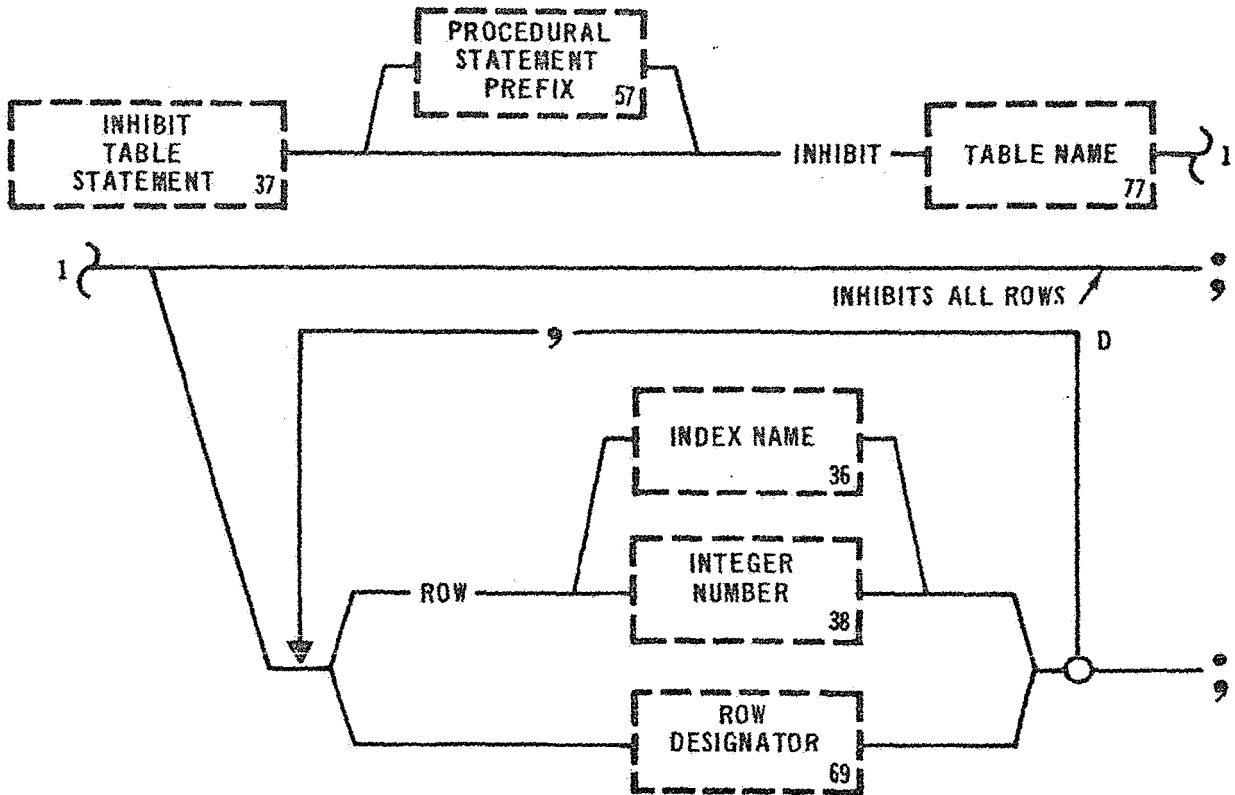 PROCEDURAL
STATEMENT
PREFIX 57
INHIBIT
TABLE
STATEMENT 37
INHIBIT
TABLE NAME
77
1
1
;
INHIBITS ALL ROWS
,
D
INDEX NAME
36
ROW
INTEGER
NUMBER
38
;
ROW
DESIGNATOR
69